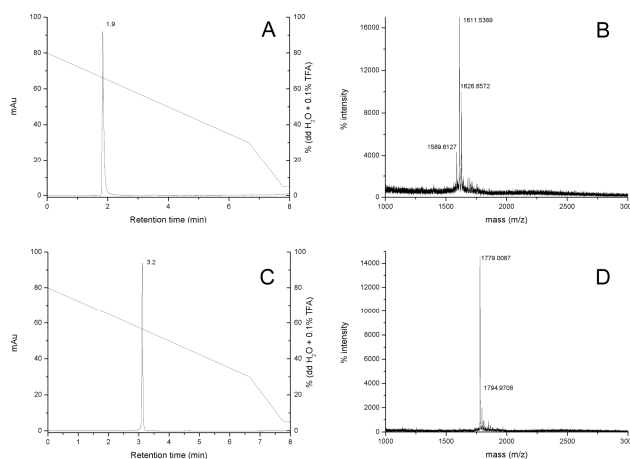 A
1.9
100
80
60
40
20
0
mAu
100
80
60
40
20
0
% (dd H2O + 0.1% TFA)
0 2 4 6 8
Retention time (min)
B
1611.5389
1626.6572
1589.6127
16000
12000
8000
4000
0
% intensity
1000 1500 2000 2500 3000
mass (m/z)
C
3.2
100
80
60
40
20
0
mAu
100
80
60
40
20
0
% (dd H2O + 0.1% TFA)
0 2 4 6 8
Retention time (min)
D
1779.0087
1794.9706
14000
12000
10000
8000
6000
4000
2000
0
% intensity
1000 1500 2000 2500 3000
mass (m/z)